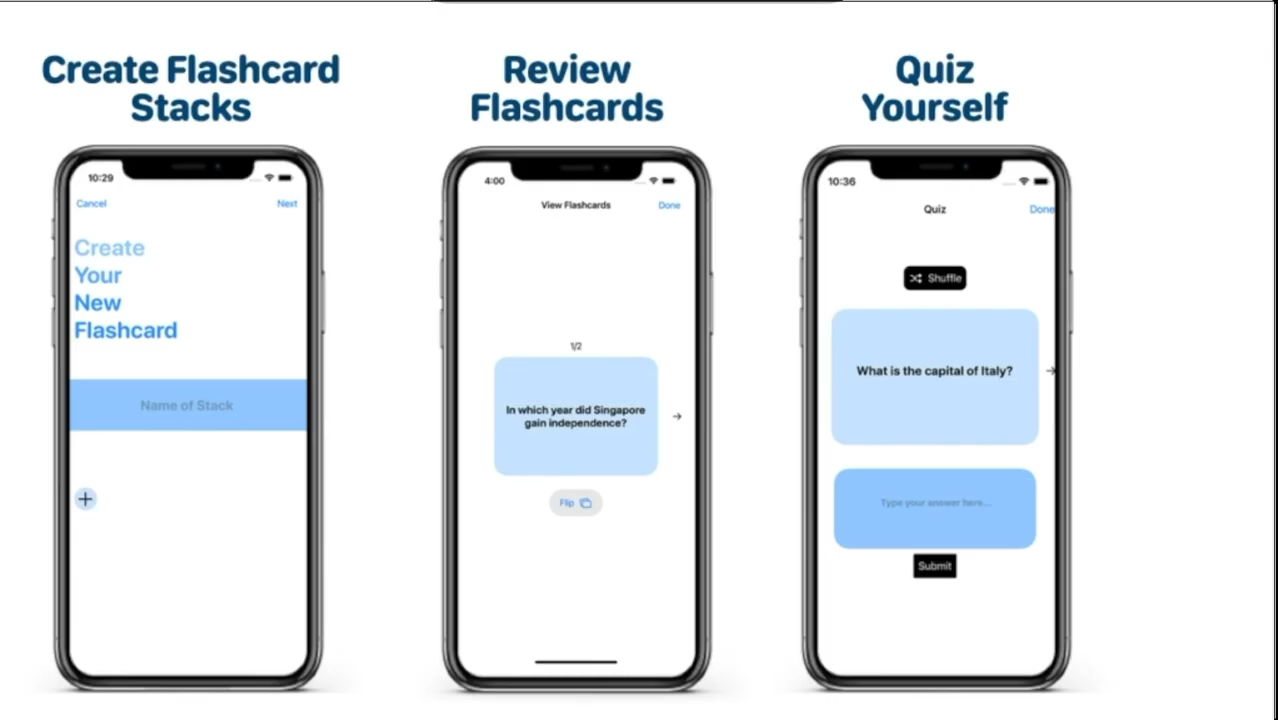 Create Flashcard
Stacks
10:29
Cancel
Next
Create
Your
New
Flashcard
Name of Stack
Review
Flashcards
4:00
View Flashcards
Done
1/2
In which year did Singapore
gain independence?
Flip
Quiz
Yourself
10:36
Quiz
Done
Shuffle
What is the capital of Italy?
Type your answer here...
Submit